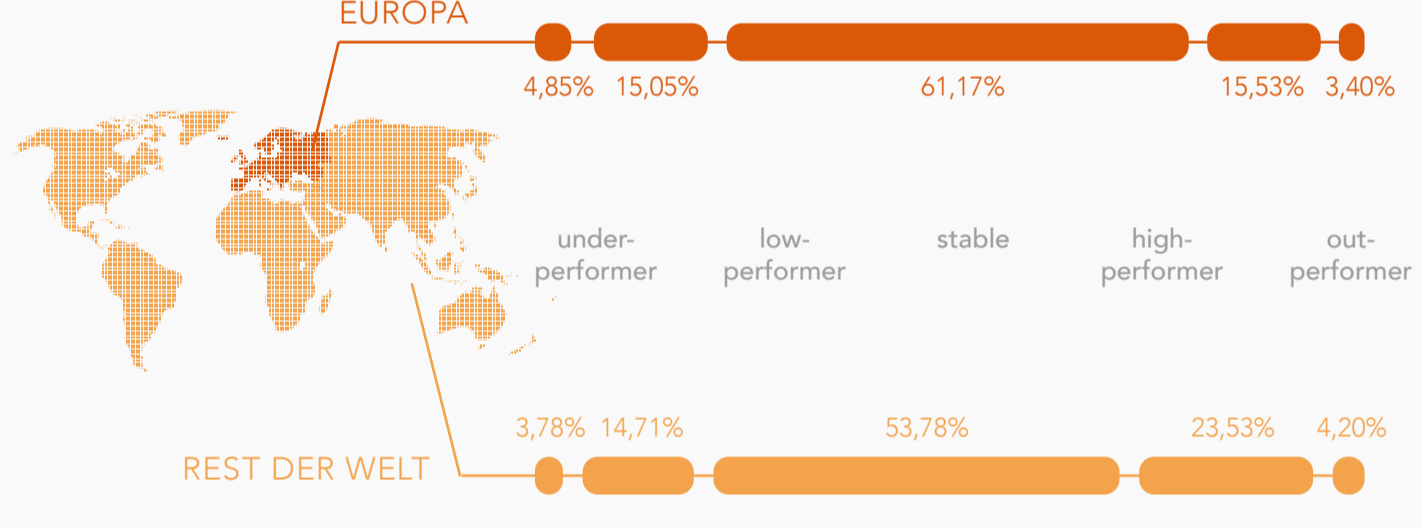 EUROPA
4,85% 15,05% 61,17% 15,53% 3,40%
under- low- stable high- out-
performer performer performer performer
3,78% 14,71% 53,78% 23,53% 4,20%
REST DER WELT